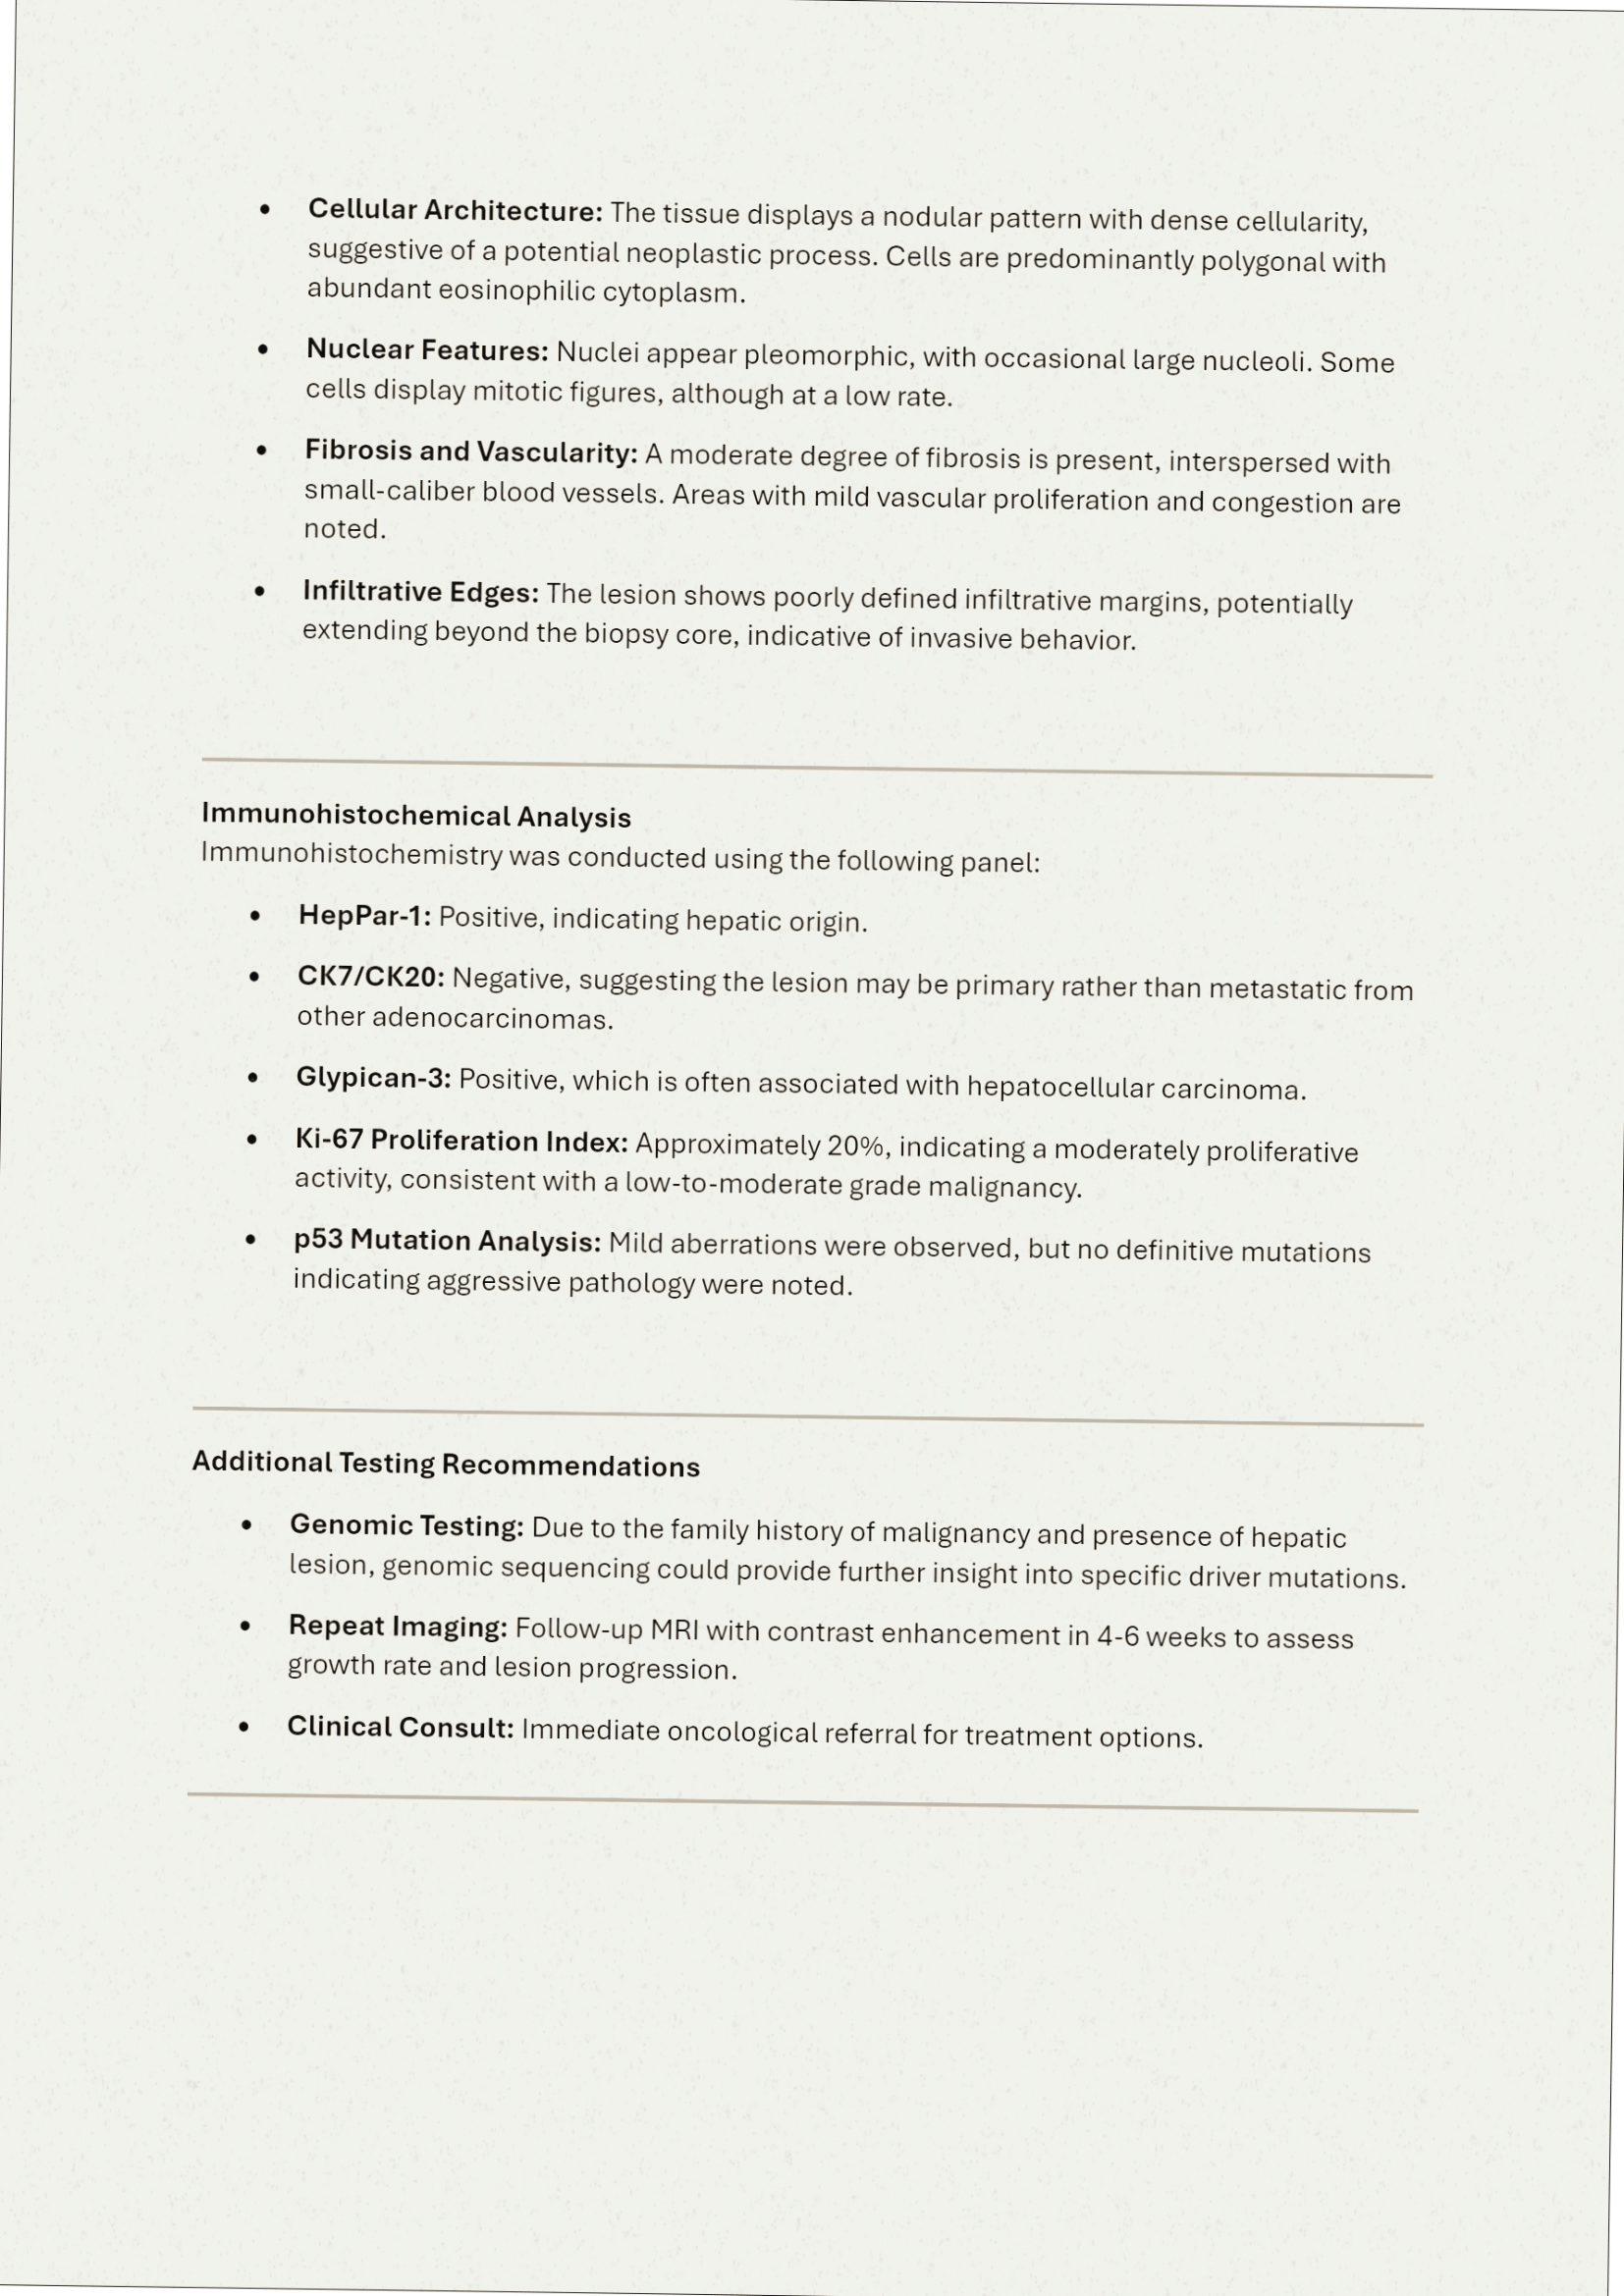 • Cellular Architecture: The tissue displays a nodular pattern with dense cellularity,
suggestive of a potential neoplastic process. Cells are predominantly polygonal with
abundant eosinophilic cytoplasm.
• Nuclear Features: Nuclei appear pleomorphic, with occasional large nucleoli. Some
cells display mitotic figures, although at a low rate.
• Fibrosis and Vascularity: A moderate degree of fibrosis is present, interspersed with
small-caliber blood vessels. Areas with mild vascular proliferation and congestion are
noted.
• Infiltrative Edges: The lesion shows poorly defined infiltrative margins, potentially
extending beyond the biopsy core, indicative of invasive behavior.
Immunohistochemical Analysis
Immunohistochemistry was conducted using the following panel:
• HepPar-1: Positive, indicating hepatic origin.
• CK7/CK20: Negative, suggesting the lesion may be primary rather than metastatic from
other adenocarcinomas.
• Glypican-3: Positive, which is often associated with hepatocellular carcinoma.
• Ki-67 Proliferation Index: Approximately 20%, indicating a moderately proliferative
activity, consistent with a low-to-moderate grade malignancy.
• p53 Mutation Analysis: Mild aberrations were observed, but no definitive mutations
indicating aggressive pathology were noted.
Additional Testing Recommendations
• Genomic Testing: Due to the family history of malignancy and presence of hepatic
lesion, genomic sequencing could provide further insight into specific driver mutations.
• Repeat Imaging: Follow-up MRI with contrast enhancement in 4-6 weeks to assess
growth rate and lesion progression.
• Clinical Consult: Immediate oncological referral for treatment options.